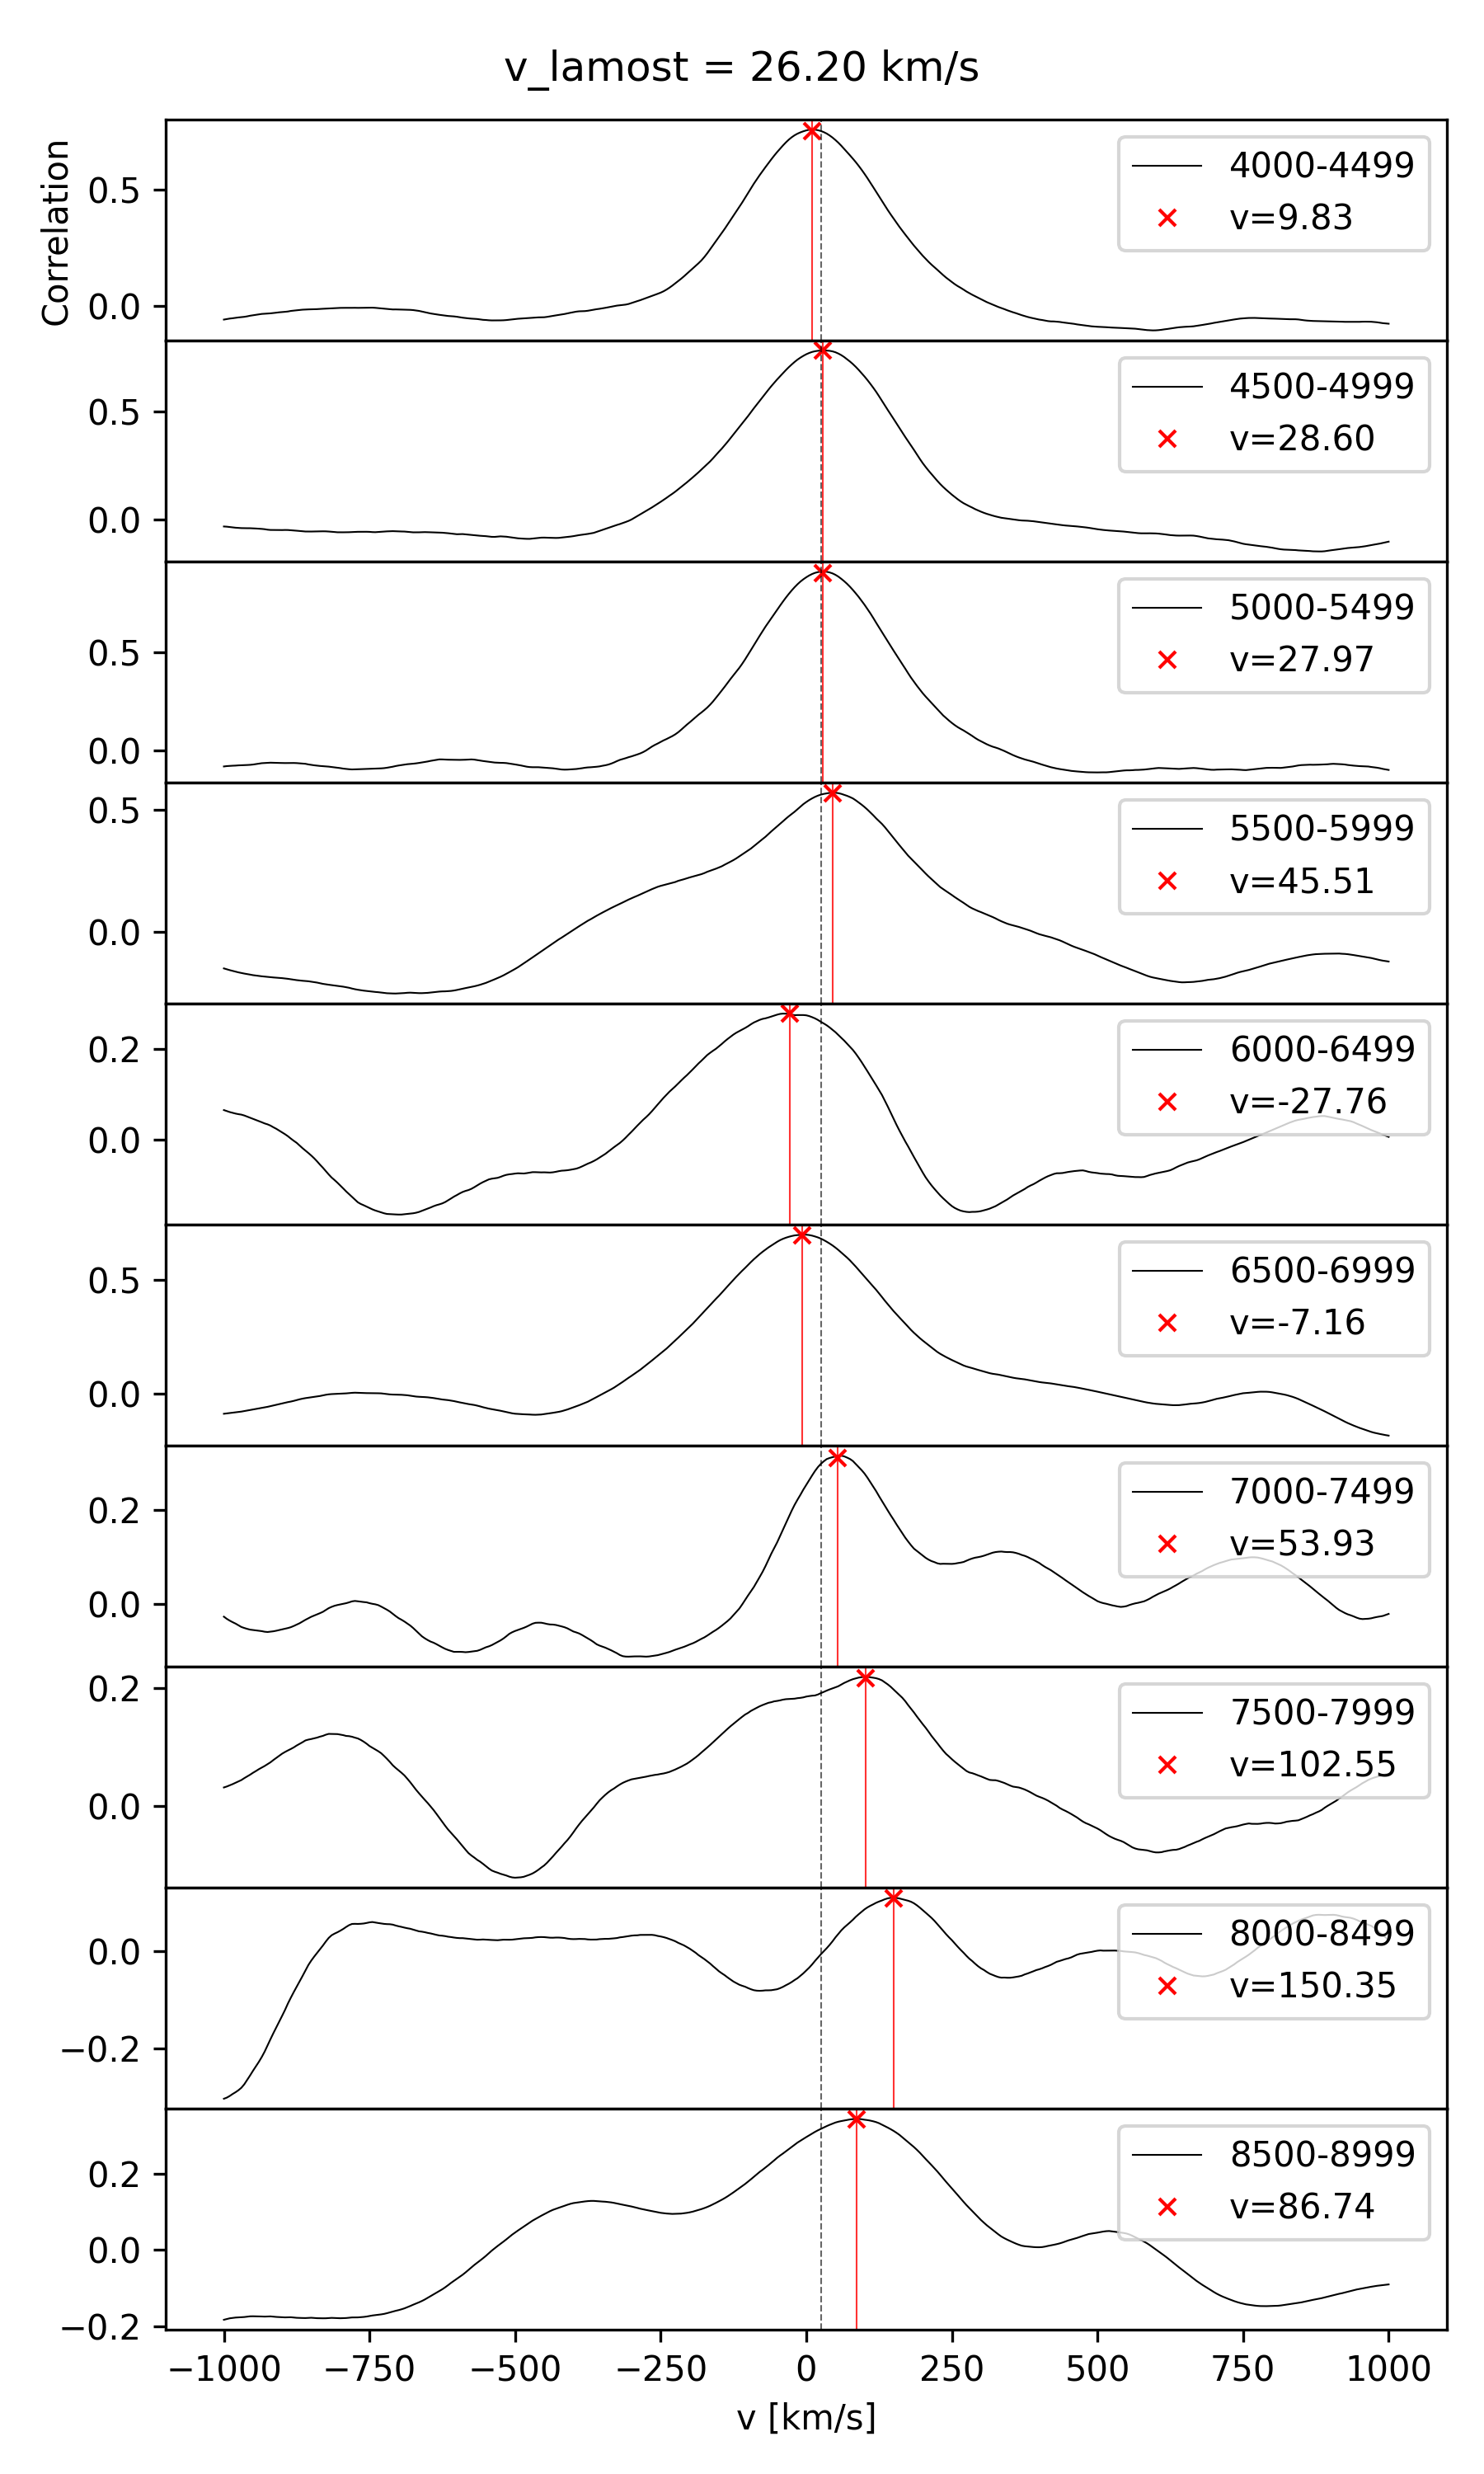 v_lamost = 26.20 km/s
Correlation
0.5
0.0
4000-4499
v=9.83
0.5
0.0
4500-4999
v=28.60
0.5
0.0
5000-5499
v=27.97
0.5
0.0
5500-5999
v=45.51
0.2
0.0
6000-6499
v=-27.76
0.5
0.0
6500-6999
v=-7.16
0.2
0.0
7000-7499
v=53.93
0.2
0.0
7500-7999
v=102.55
0.0
−0.2
8000-8499
v=150.35
0.2
0.0
−0.2
8500-8999
v=86.74
−1000 −750 −500 −250 0 250 500 750 1000
v [km/s]